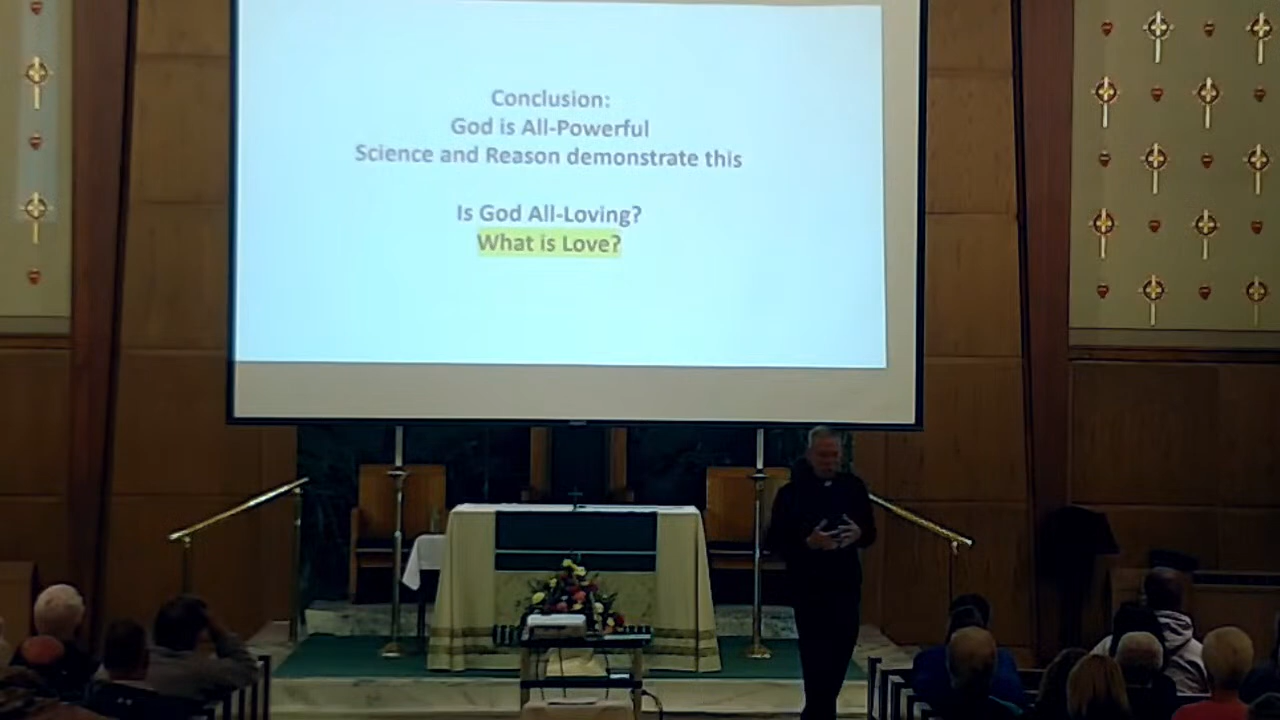 Conclusion:
God is All-Powerful
Science and Reason demonstrate this
Is God All-Loving?
What is Love?